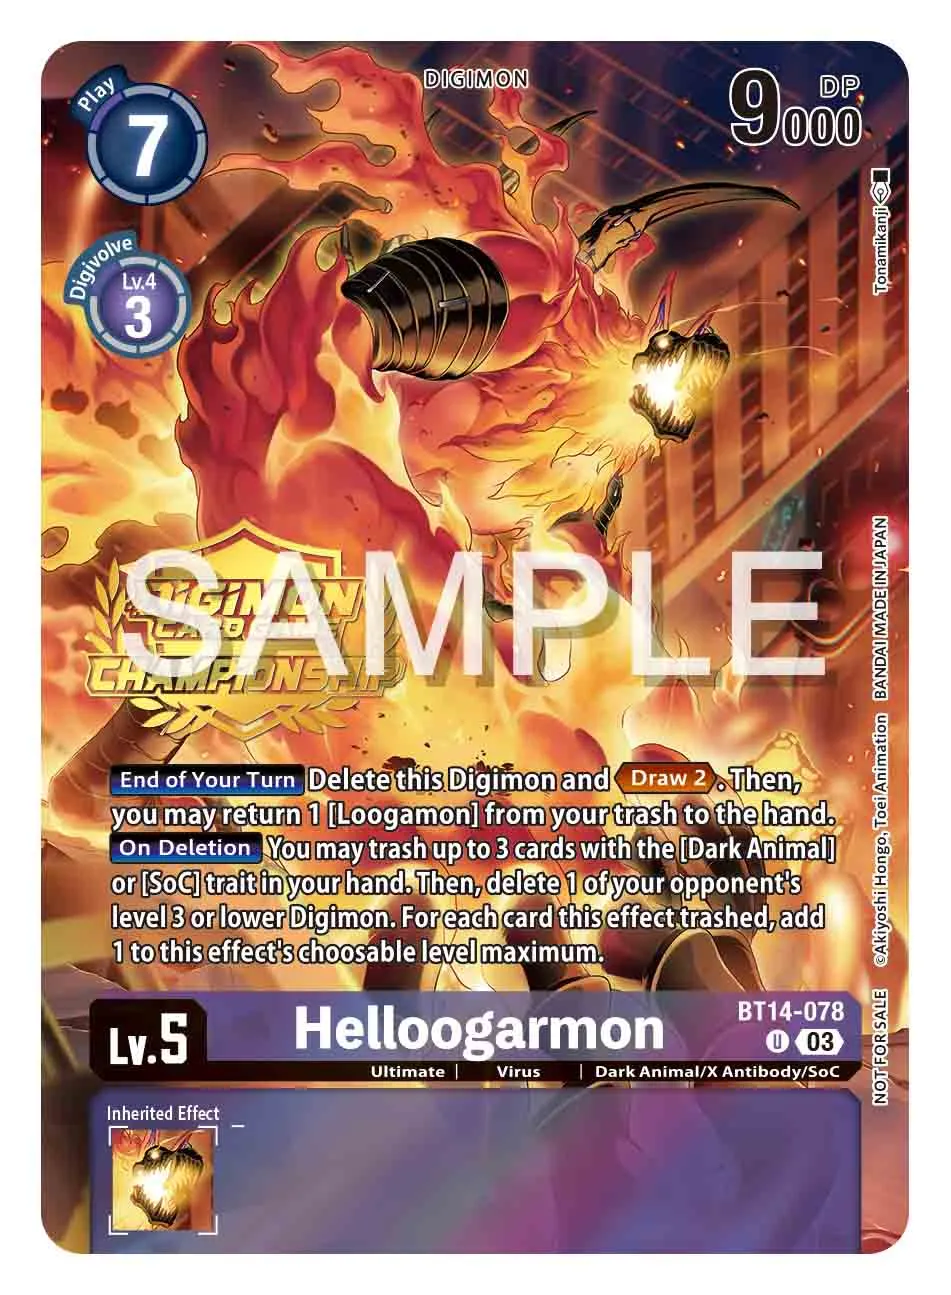 DIGIMON
Play
7
DP
9000
Digivolve
Lv.4
3
Tonamikanji
SAMPLE
DIGIMON
CARD GAME
CHAMPIONSHIP
BANDAI MADE IN JAPAN
©Akiyoshi Hongo, Toei Animation
NOT FOR SALE
End of Your Turn Delete this Digimon and Draw 2. Then,
you may return 1 [Loogamon] from your trash to the hand.
On Deletion You may trash up to 3 cards with the [Dark Animal]
or [SoC] trait in your hand. Then, delete 1 of your opponent's
level 3 or lower Digimon. For each card this effect trashed, add
1 to this effect's choosable level maximum.
Lv.5
Helloogarmon
BT14-078
U 03
Ultimate | Virus | Dark Animal/X Antibody/SoC
Inherited Effect
–